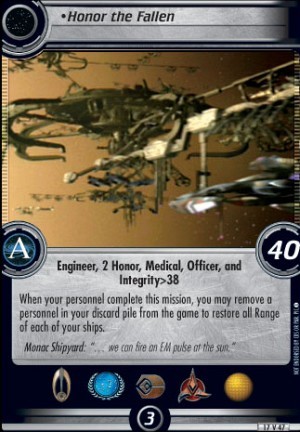 •Honor the Fallen
A
40
Engineer, 2 Honor, Medical, Officer, and
Integrity>38
When your personnel complete this mission, you may remove a
personnel in your discard pile from the game to restore all Range
of each of your ships.
Monac Shipyard: “. . . we can fire an EM pulse at the sun.”
3
17 V 47